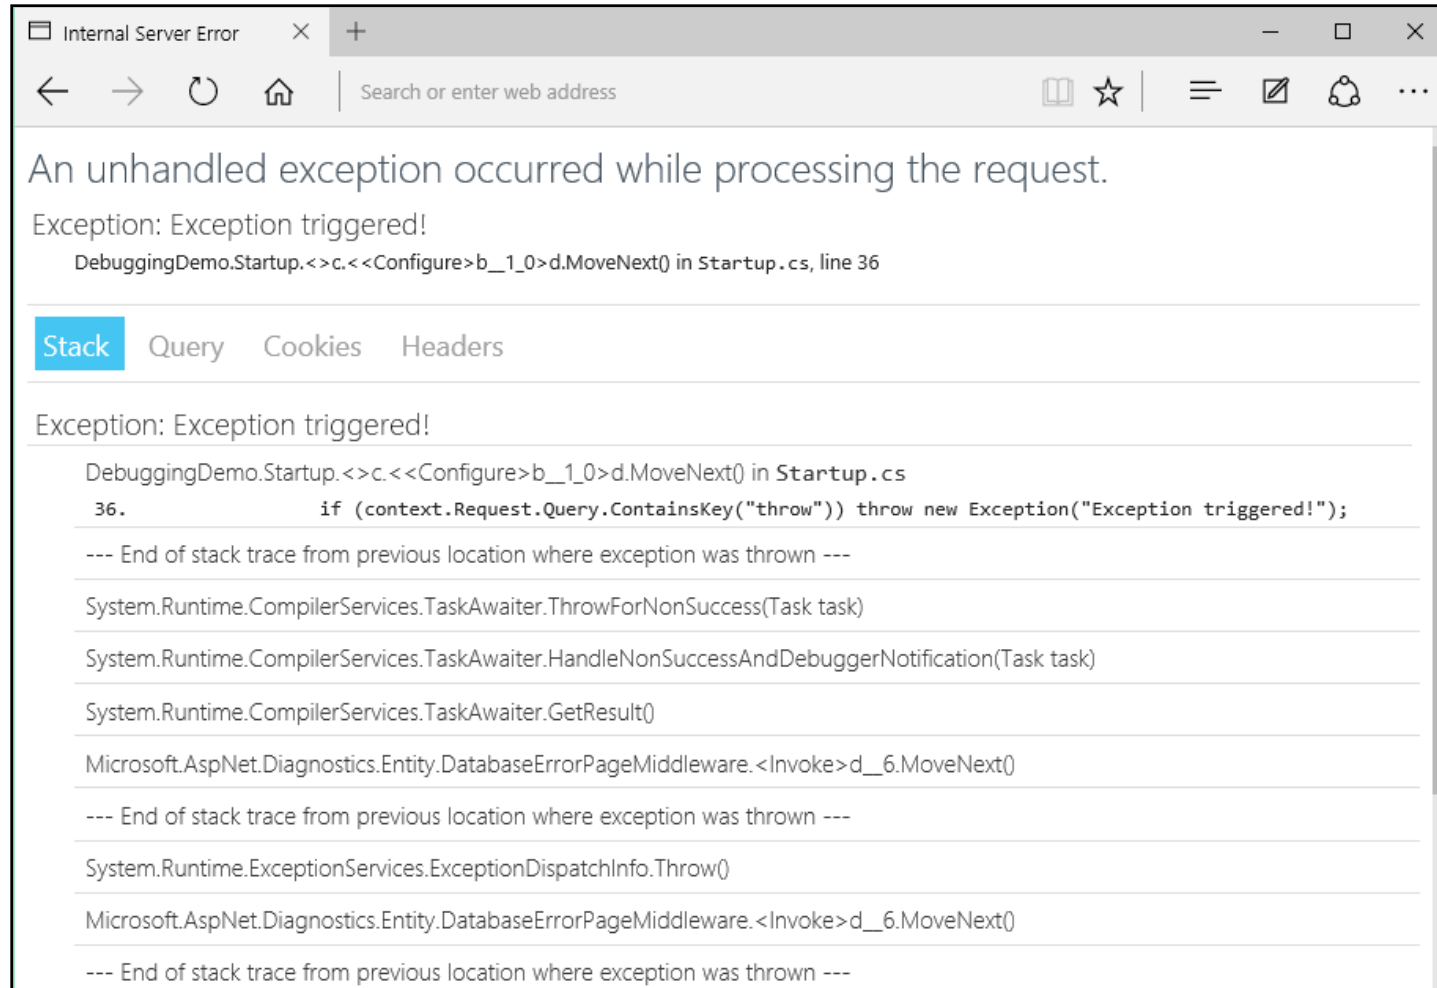 Internal Server Error
Search or enter web address
An unhandled exception occurred while processing the request.
Exception: Exception triggered!
DebuggingDemo.Startup.<>c.<<Configure>b__1_0>d.MoveNext() in Startup.cs, line 36
Stack Query Cookies Headers
Exception: Exception triggered!
DebuggingDemo.Startup.<>c.<<Configure>b__1_0>d.MoveNext() in Startup.cs
36. if (context.Request.Query.ContainsKey("throw")) throw new Exception("Exception triggered!");
--- End of stack trace from previous location where exception was thrown ---
System.Runtime.CompilerServices.TaskAwaiter.ThrowForNonSuccess(Task task)
System.Runtime.CompilerServices.TaskAwaiter.HandleNonSuccessAndDebuggerNotification(Task task)
System.Runtime.CompilerServices.TaskAwaiter.GetResult()
Microsoft.AspNet.Diagnostics.Entity.DatabaseErrorPageMiddleware.<Invoke>d__6.MoveNext()
--- End of stack trace from previous location where exception was thrown ---
System.Runtime.ExceptionServices.ExceptionDispatchInfo.Throw()
Microsoft.AspNet.Diagnostics.Entity.DatabaseErrorPageMiddleware.<Invoke>d__6.MoveNext()
--- End of stack trace from previous location where exception was thrown ---